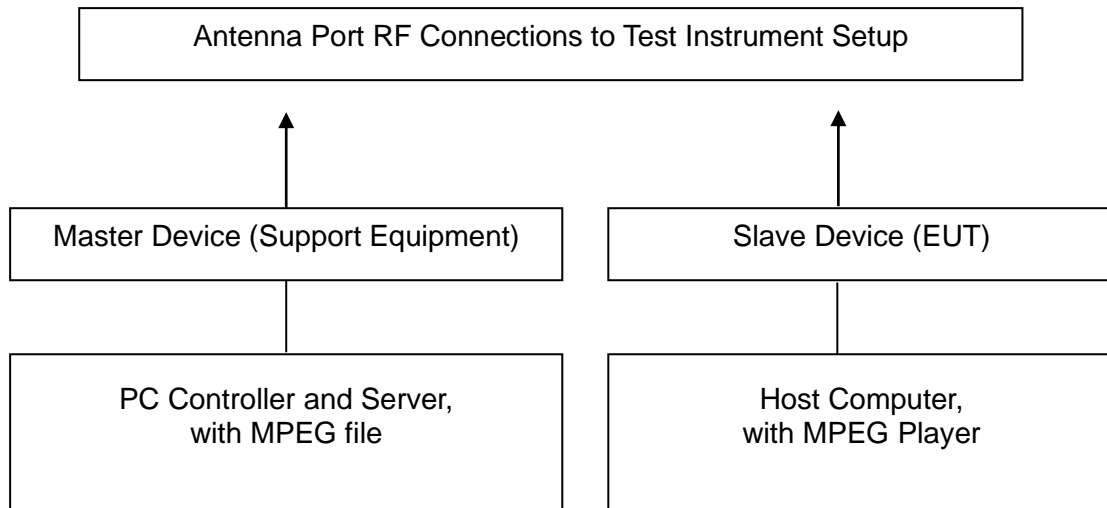 Antenna Port RF Connections to Test Instrument Setup
Master Device (Support Equipment)
Slave Device (EUT)
PC Controller and Server,
with MPEG file
Host Computer,
with MPEG Player